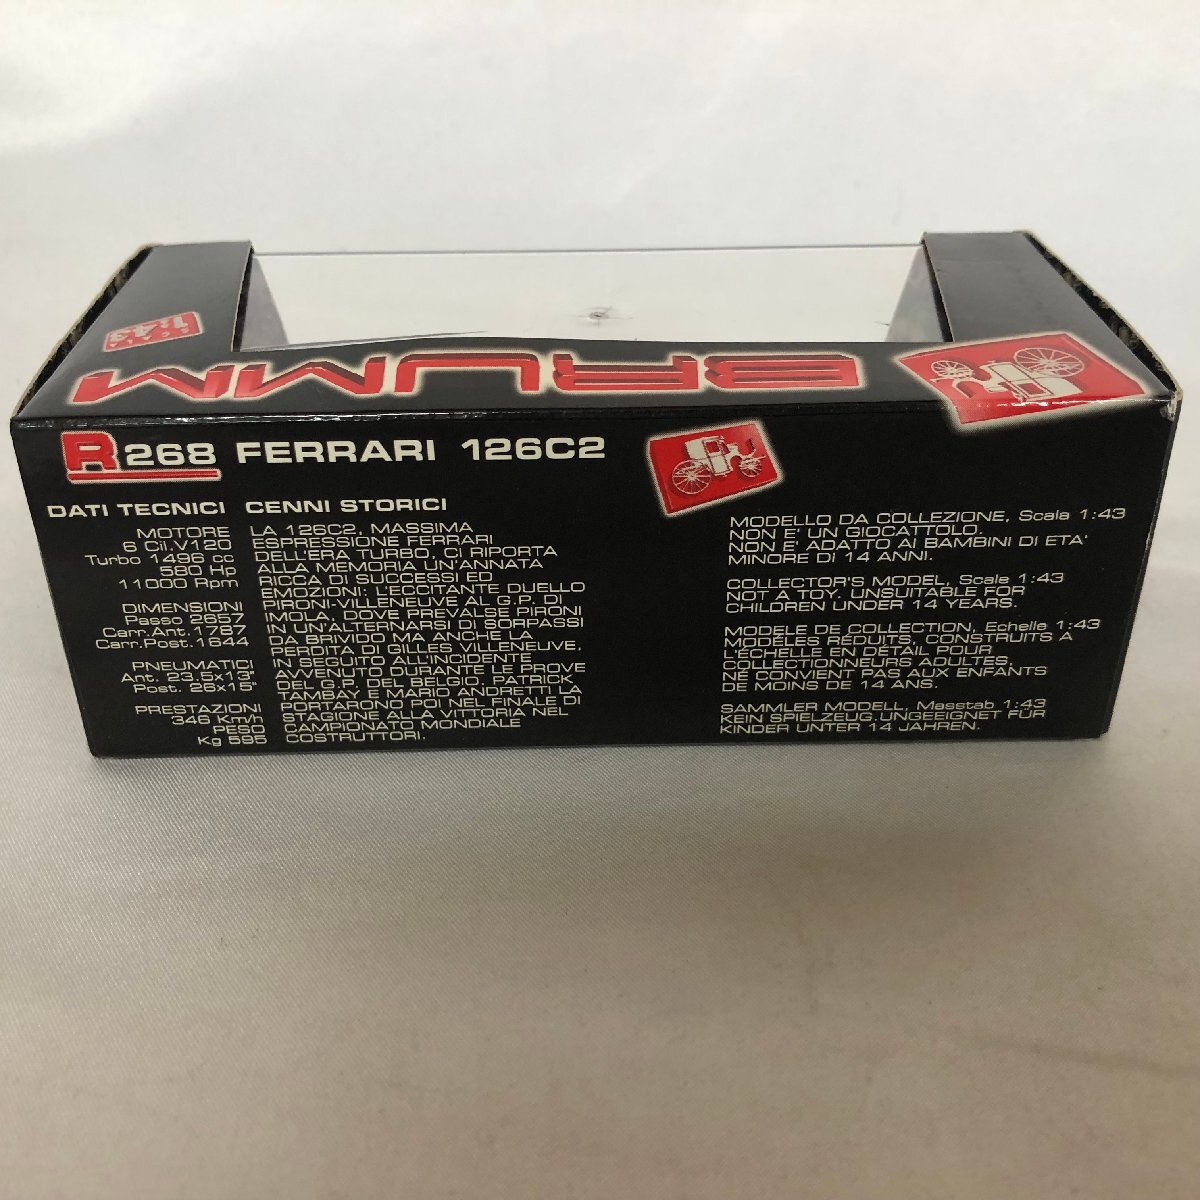 1:43
BRUMM
R268 FERRARI 126C2
DATI TECNICI
MOTORE
6 Cil.V120
Turbo 1496 cc
580 Hp
11000 Rpm
DIMENSIONI
Passo 2657
Carr.Ant.1787
Carr.Post.1644
PNEUMATICI
Ant. 23,5x13"
Post. 26x15"
PRESTAZIONI
346 Km/h
PESO
Kg 595
CENNI STORICI
LA 126C2, MASSIMA
ESPRESSIONE FERRARI
DELL'ERA TURBO, CI RIPORTA
ALLA MEMORIA UN'ANNATA
RICCA DI SUCCESSI ED
EMOZIONI: L'ECCITANTE DUELLO
PIRONI-VILLENEUVE AL G.P. DI
IMOLA, DOVE PREVALSE PIRONI
IN UN'ALTERNARSI DI SORPASSI
DA BRIVIDO MA ANCHE LA
PERDITA DI GILLES VILLENEUVE,
IN SEGUITO ALL'INCIDENTE
AVVENUTO DURANTE LE PROVE
DEL G.P. DEL BELGIO, PATRICK
TAMBAY E MARIO ANDRETTI LA
PORTARONO POI NEL FINALE DI
STAGIONE ALLA VITTORIA NEL
CAMPIONATO MONDIALE
COSTRUTTORI.
MODELLO DA COLLEZIONE, Scala 1:43
NON E' UN GIOCATTOLO
NON E' ADATTO AI BAMBINI DI ETA'
MINORE DI 14 ANNI.
COLLECTOR'S MODEL, Scale 1:43
NOT A TOY. UNSUITABLE FOR
CHILDREN UNDER 14 YEARS.
MODELE DE COLLECTION, Echelle 1:43
MODELES RÉDUITS, CONSTRUITS A
L'ÉCHELLE EN DÉTAIL POUR
COLLECTIONNEURS ADULTES,
NE CONVIENT PAS AUX ENFANTS
DE MOINS DE 14 ANS.
SAMMLER MODELL, Masstab 1:43
KEIN SPIELZEUG.UNGEEIGNET FÜR
KINDER UNTER 14 JAHREN.